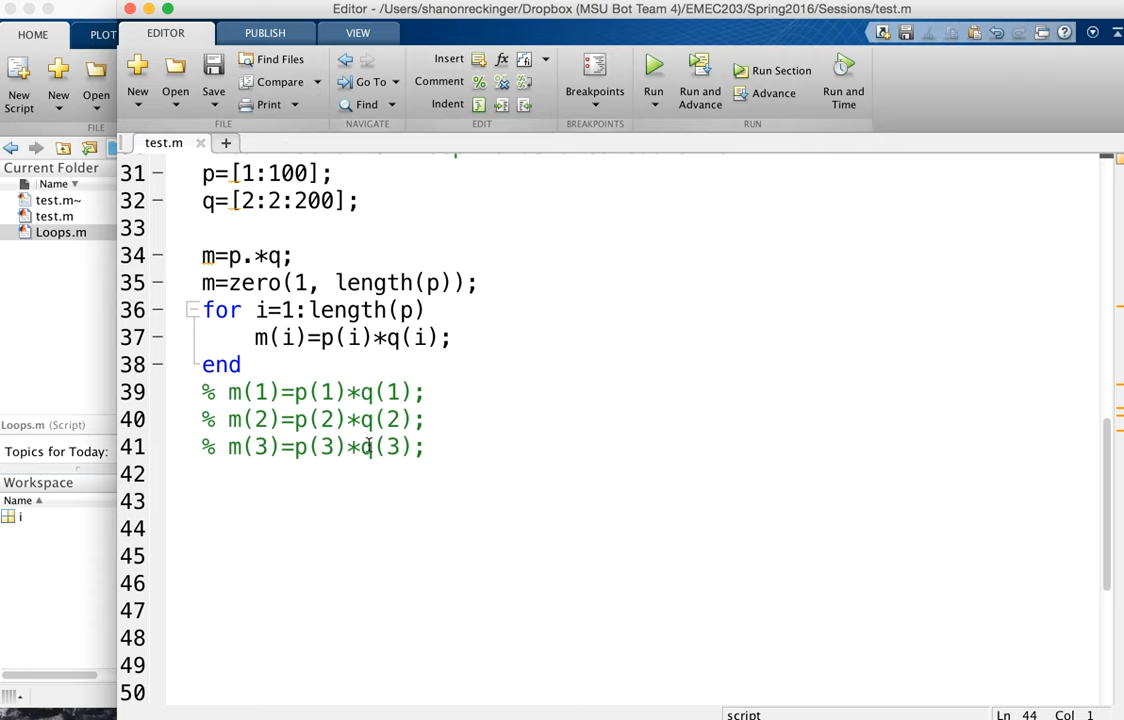 Editor - /Users/shanonreckinger/Dropbox (MSU Bot Team 4)/EMEC203/Spring2016/Sessions/test.m
HOME
PLOT
EDITOR
PUBLISH
VIEW
New Script
New
Open
FILE
New
Open
Save
Find Files
Compare
Print
FILE
Go To
Find
NAVIGATE
Insert
fx
Comment
Indent
EDIT
Breakpoints
BREAKPOINTS
Run
Run and Advance
Run Section
Advance
Run and Time
RUN
test.m
Current Folder
Name
test.m~
test.m
Loops.m
Loops.m (Script)
Topics for Today:
Workspace
Name
i
31 p=[1:100];
32 q=[2:2:200];
33
34 m=p.*q;
35 m=zero(1, length(p));
36 for i=1:length(p)
37 m(i)=p(i)*q(i);
38 end
39 % m(1)=p(1)*q(1);
40 % m(2)=p(2)*q(2);
41 % m(3)=p(3)*q(3);
42
43
44
45
46
47
48
49
50
script
Ln 44 Col 1